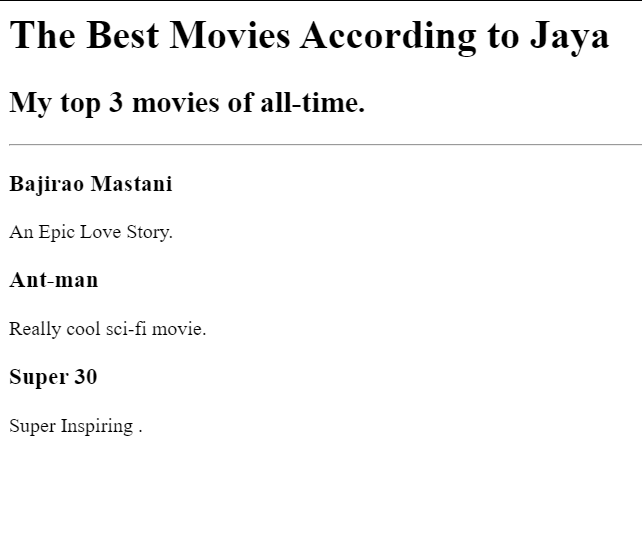 The Best Movies According to Jaya
My top 3 movies of all-time.
Bajirao Mastani
An Epic Love Story.
Ant-man
Really cool sci-fi movie.
Super 30
Super Inspiring .